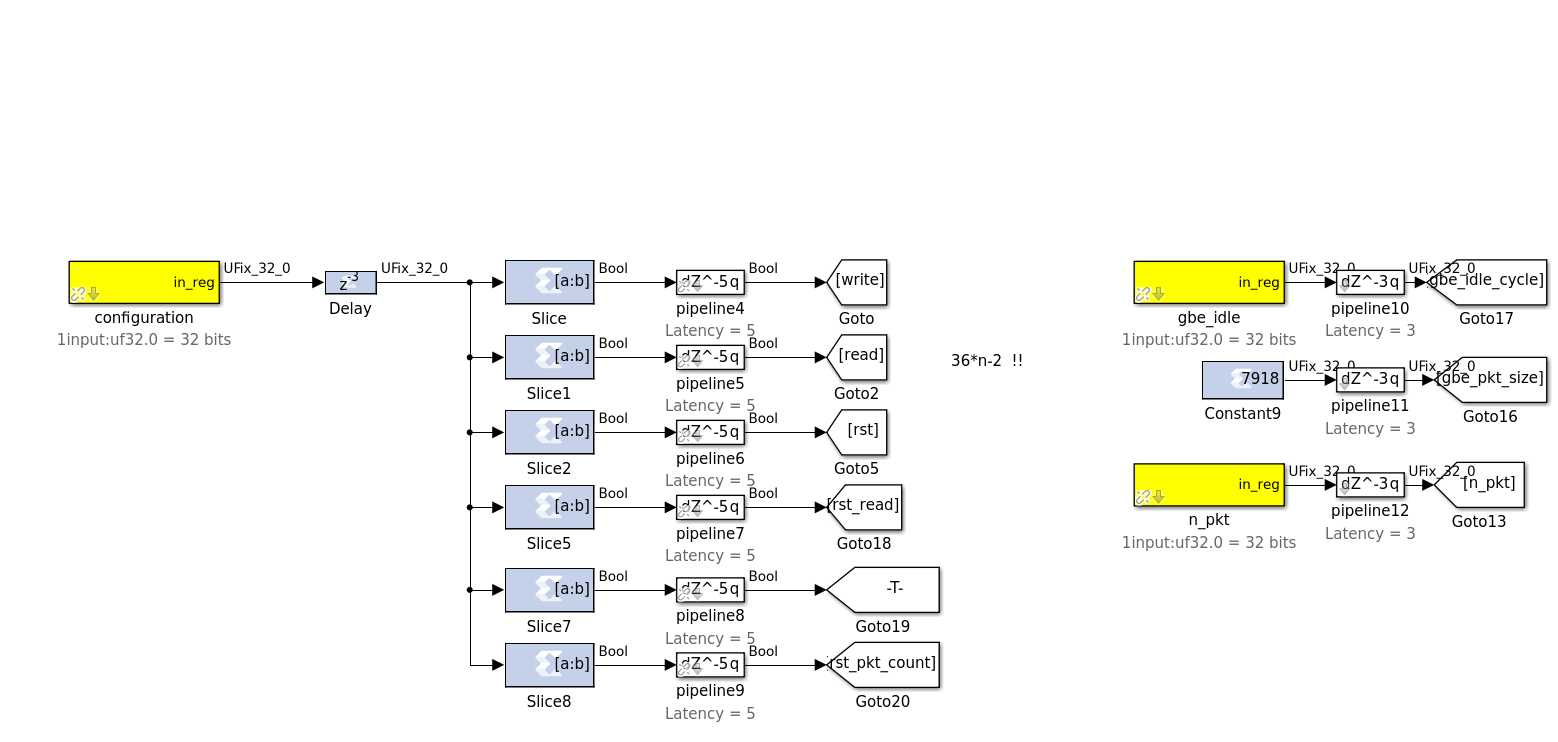 in_reg
UFix_32_0
z-3
UFix_32_0
configuration
1input:uf32.0 = 32 bits
Delay
[a:b]
Bool
dZ^-5q
Bool
[write]
Slice
pipeline4
Latency = 5
Goto
[a:b]
Bool
dZ^-5q
Bool
[read]
Slice1
pipeline5
Latency = 5
Goto2
[a:b]
Bool
dZ^-5q
Bool
[rst]
Slice2
pipeline6
Latency = 5
Goto5
[a:b]
Bool
dZ^-5q
Bool
[rst_read]
Slice5
pipeline7
Latency = 5
Goto18
[a:b]
Bool
dZ^-5q
Bool
-T-
Slice7
pipeline8
Latency = 5
Goto19
[a:b]
Bool
dZ^-5q
Bool
[rst_pkt_count]
Slice8
pipeline9
Latency = 5
Goto20
36*n-2  !!
in_reg
UFix_32_0
dZ^-3q
UFix_32_0
[gbe_idle_cycle]
gbe_idle
1input:uf32.0 = 32 bits
pipeline10
Latency = 3
Goto17
7918
UFix_32_0
dZ^-3q
UFix_32_0
[gbe_pkt_size]
Constant9
pipeline11
Latency = 3
Goto16
in_reg
UFix_32_0
dZ^-3q
UFix_32_0
[n_pkt]
n_pkt
1input:uf32.0 = 32 bits
pipeline12
Latency = 3
Goto13